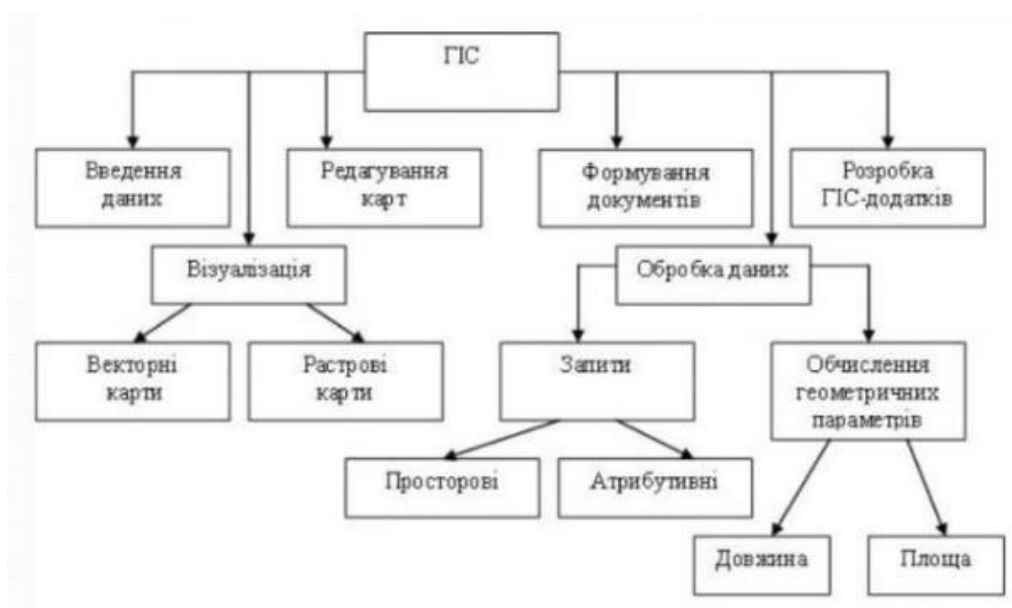 ГІС
Введення
даних
Редагування
карт
Формування
документів
Розробка
ГІС-додатків
Візуалізація
Обробка даних
Векторні
карти
Растрові
карти
Запити
Обчислення
геометричних
параметрів
Просторові
Атрибутивні
Довжина
Площа